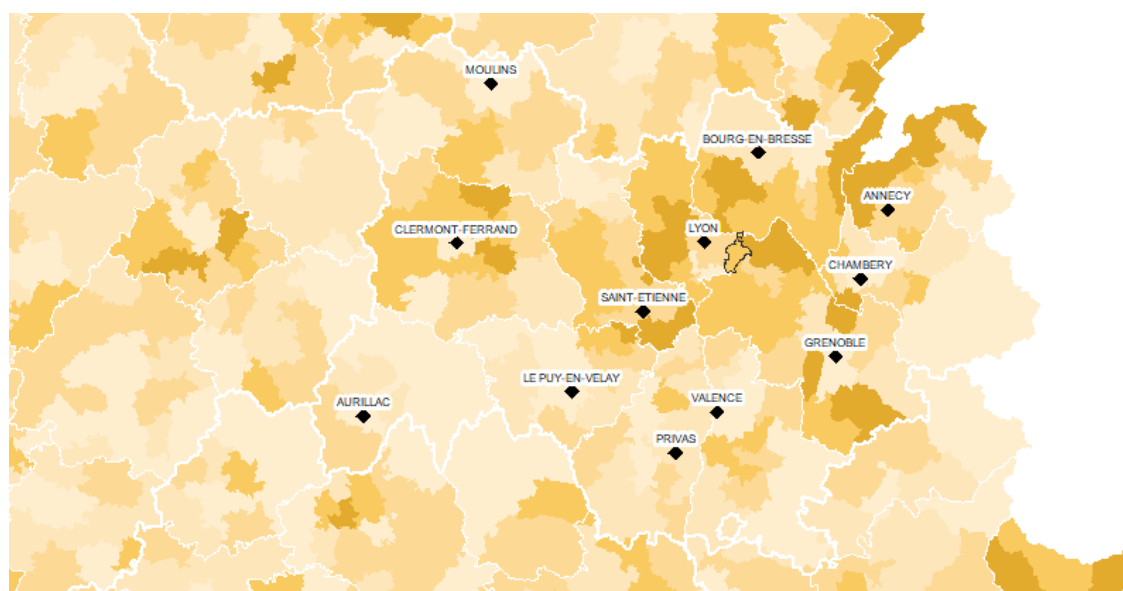 MOULINS
BOURG-EN-BRESSE
ANNECY
CLERMONT-FERRAND
LYON
CHAMBERY
SAINT-ETIENNE
GRENOBLE
LE PUY-EN-VELAY
AURILLAC
VALENCE
PRIVAS